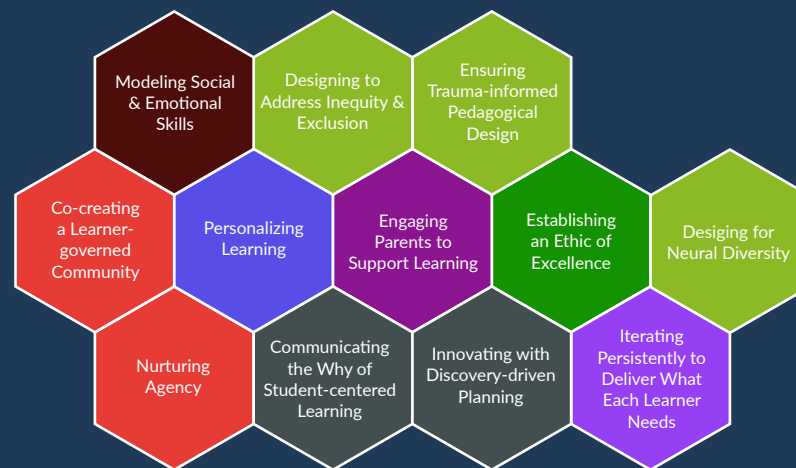 Modeling Social
& Emotional
Skills
Designing to
Address Inequity &
Exclusion
Ensuring
Trauma-informed
Pedagogical
Design
Co-creating
a Learner-
governed
Community
Personalizing
Learning
Engaging
Parents to
Support Learning
Establishing
an Ethic of
Excellence
Desiging for
Neural Diversity
Nurturing
Agency
Communicating
the Why of
Student-centered
Learning
Innovating with
Discovery-driven
Planning
Iterating
Persistently to
Deliver What
Each Learner
Needs